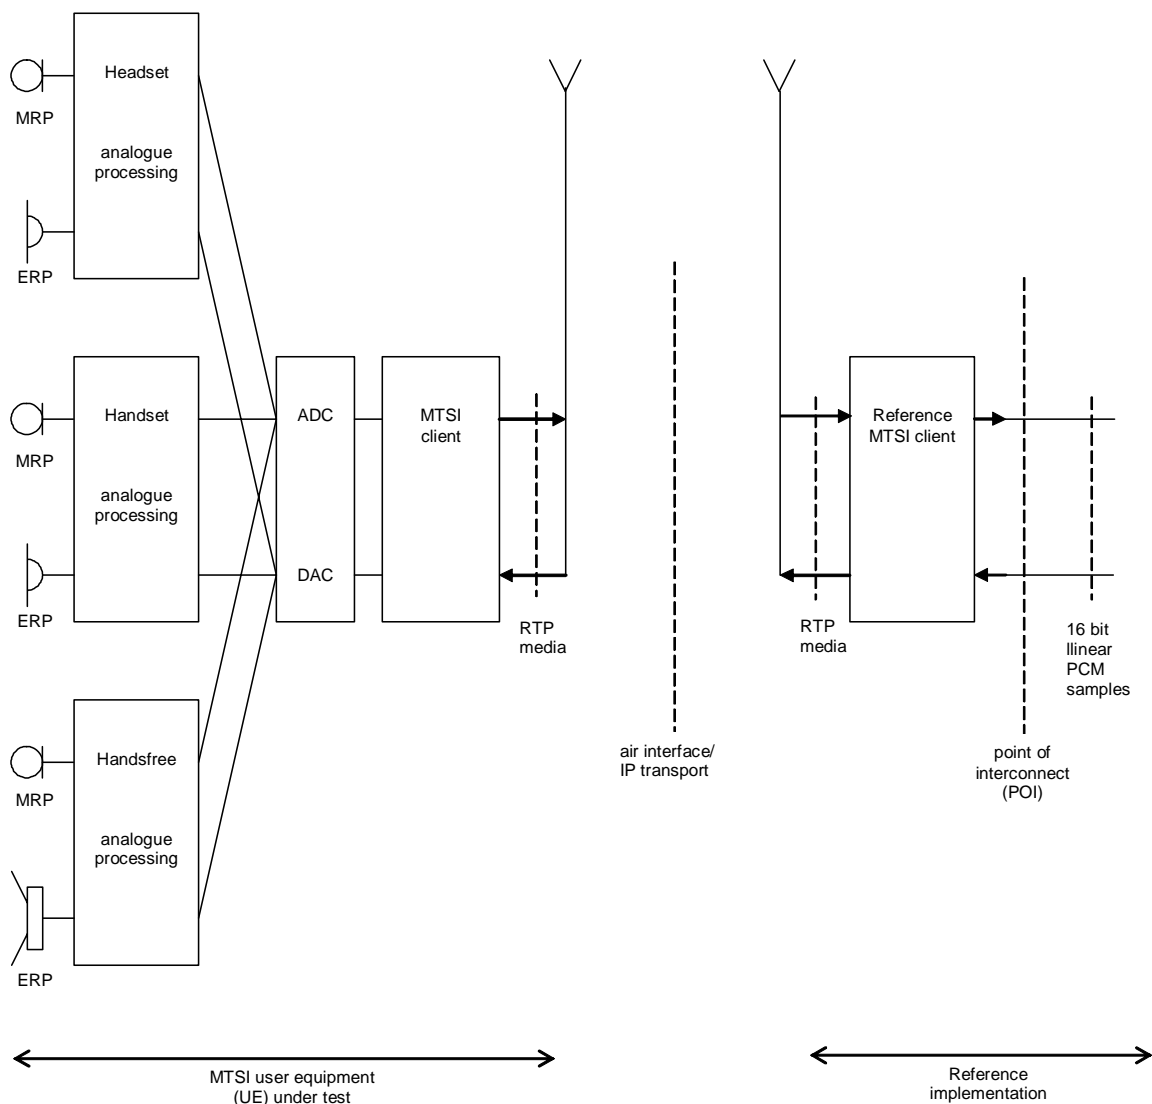 Headset
MRP
analogue
processing
ERP
Handset
MRP
analogue
processing
ERP
Handsfree
MRP
analogue
processing
ERP
ADC
DAC
MTSI
client
RTP
media
air interface/
IP transport
RTP
media
Reference
MTSI client
point of
interconnect
(POI)
16 bit
llinear
PCM
samples
MTSI user equipment
(UE) under test
Reference
implementation